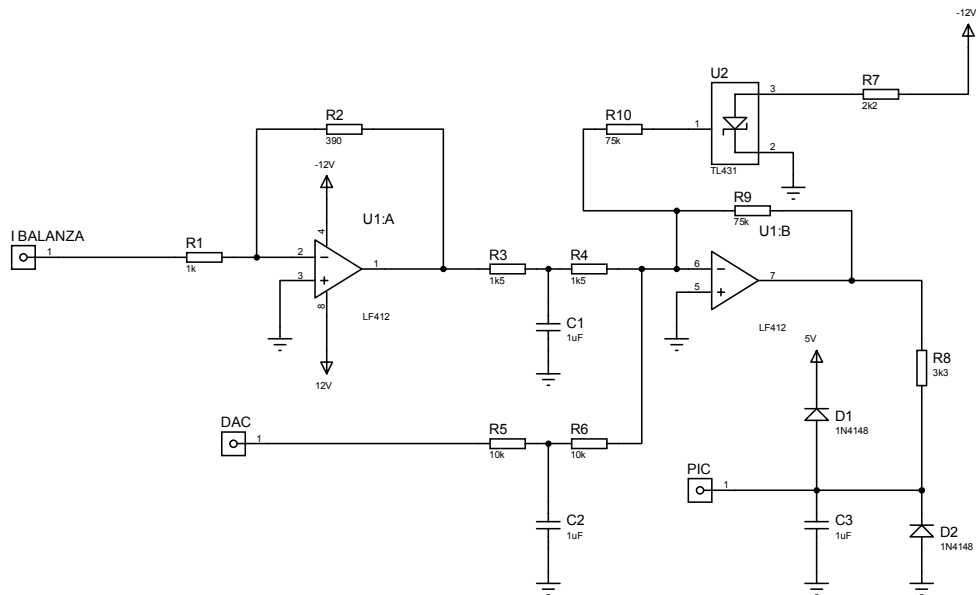 -12V
U2
R7
3
2k2
R10
1
75k
2
TL431
R2
390
-12V
U1:A
R9
75k
U1:B
I BALANZA
1
R1
1k
4
2
3
8
1
LF412
12V
R3
1k5
R4
1k5
C1
1uF
6
5
7
LF412
5V
R8
3k3
D1
1N4148
DAC
1
R5
10k
R6
10k
C2
1uF
PIC
1
C3
1uF
D2
1N4148